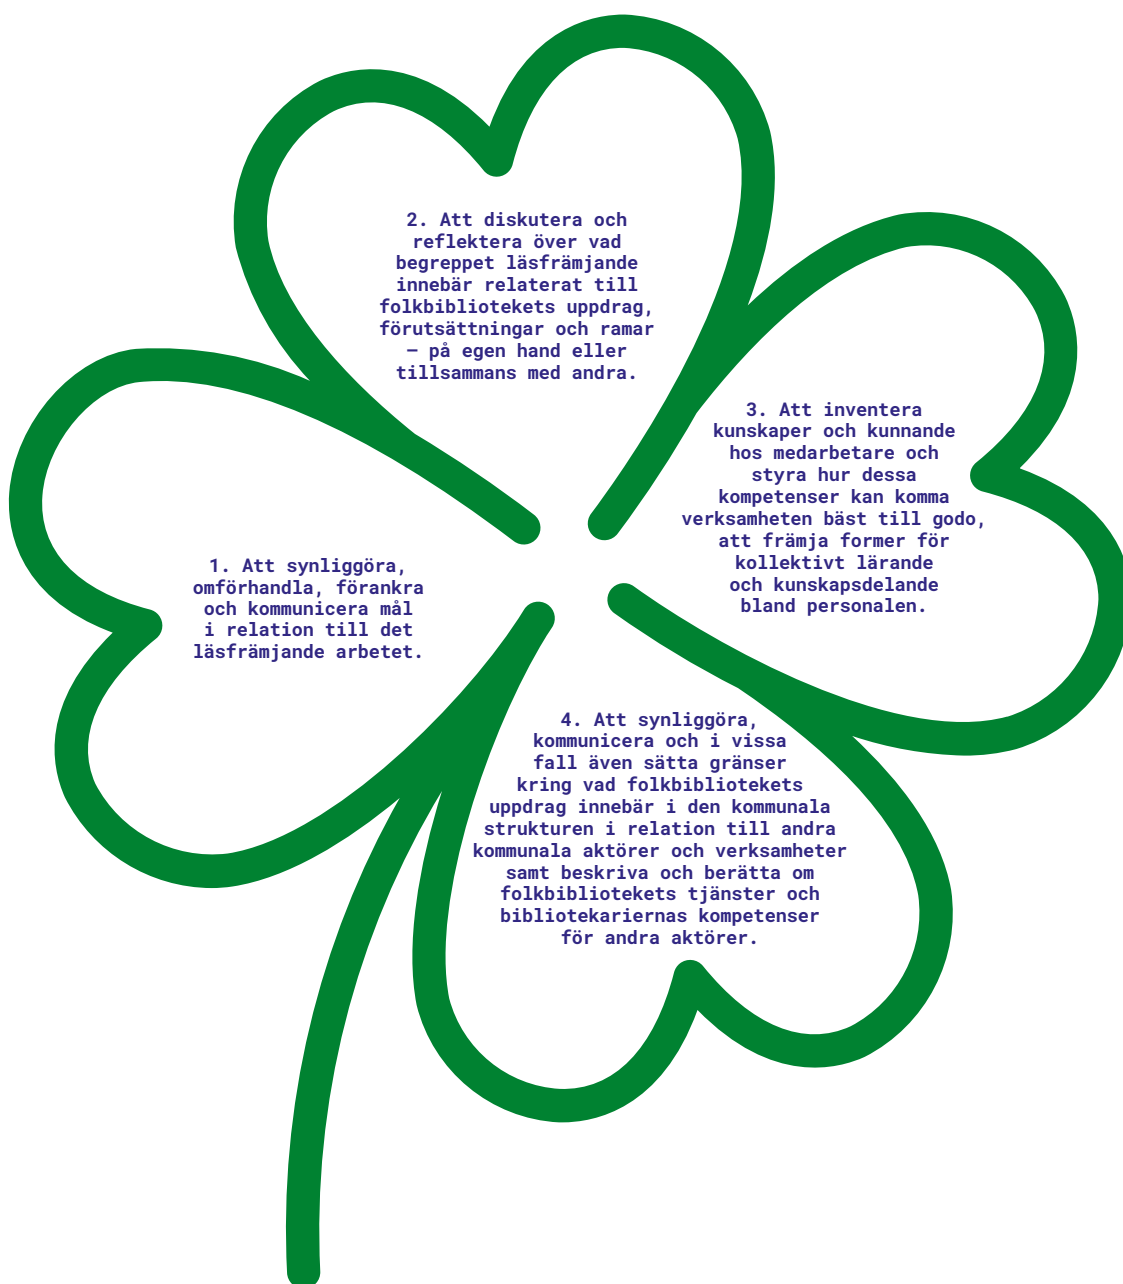 1. Att synliggöra,
omförhandla, förankra
och kommunicera mål
i relation till det
läsfrämjande arbetet.
2. Att diskutera och
reflektera över vad
begreppet läsfrämjande
innebär relaterat till
folkbibliotekets uppdrag,
förutsättningar och ramar
– på egen hand eller
tillsammans med andra.
3. Att inventera
kunskaper och kunnande
hos medarbetare och
styra hur dessa
kompetenser kan komma
verksamheten bäst till godo,
att främja former för
kollektivt lärande
och kunskapsdelande
bland personalen.
4. Att synliggöra,
kommunicera och i vissa
fall även sätta gränser
kring vad folkbibliotekets
uppdrag innebär i den kommunala
strukturen i relation till andra
kommunala aktörer och verksamheter
samt beskriva och berätta om
folkbibliotekets tjänster och
bibliotekariernas kompetenser
för andra aktörer.